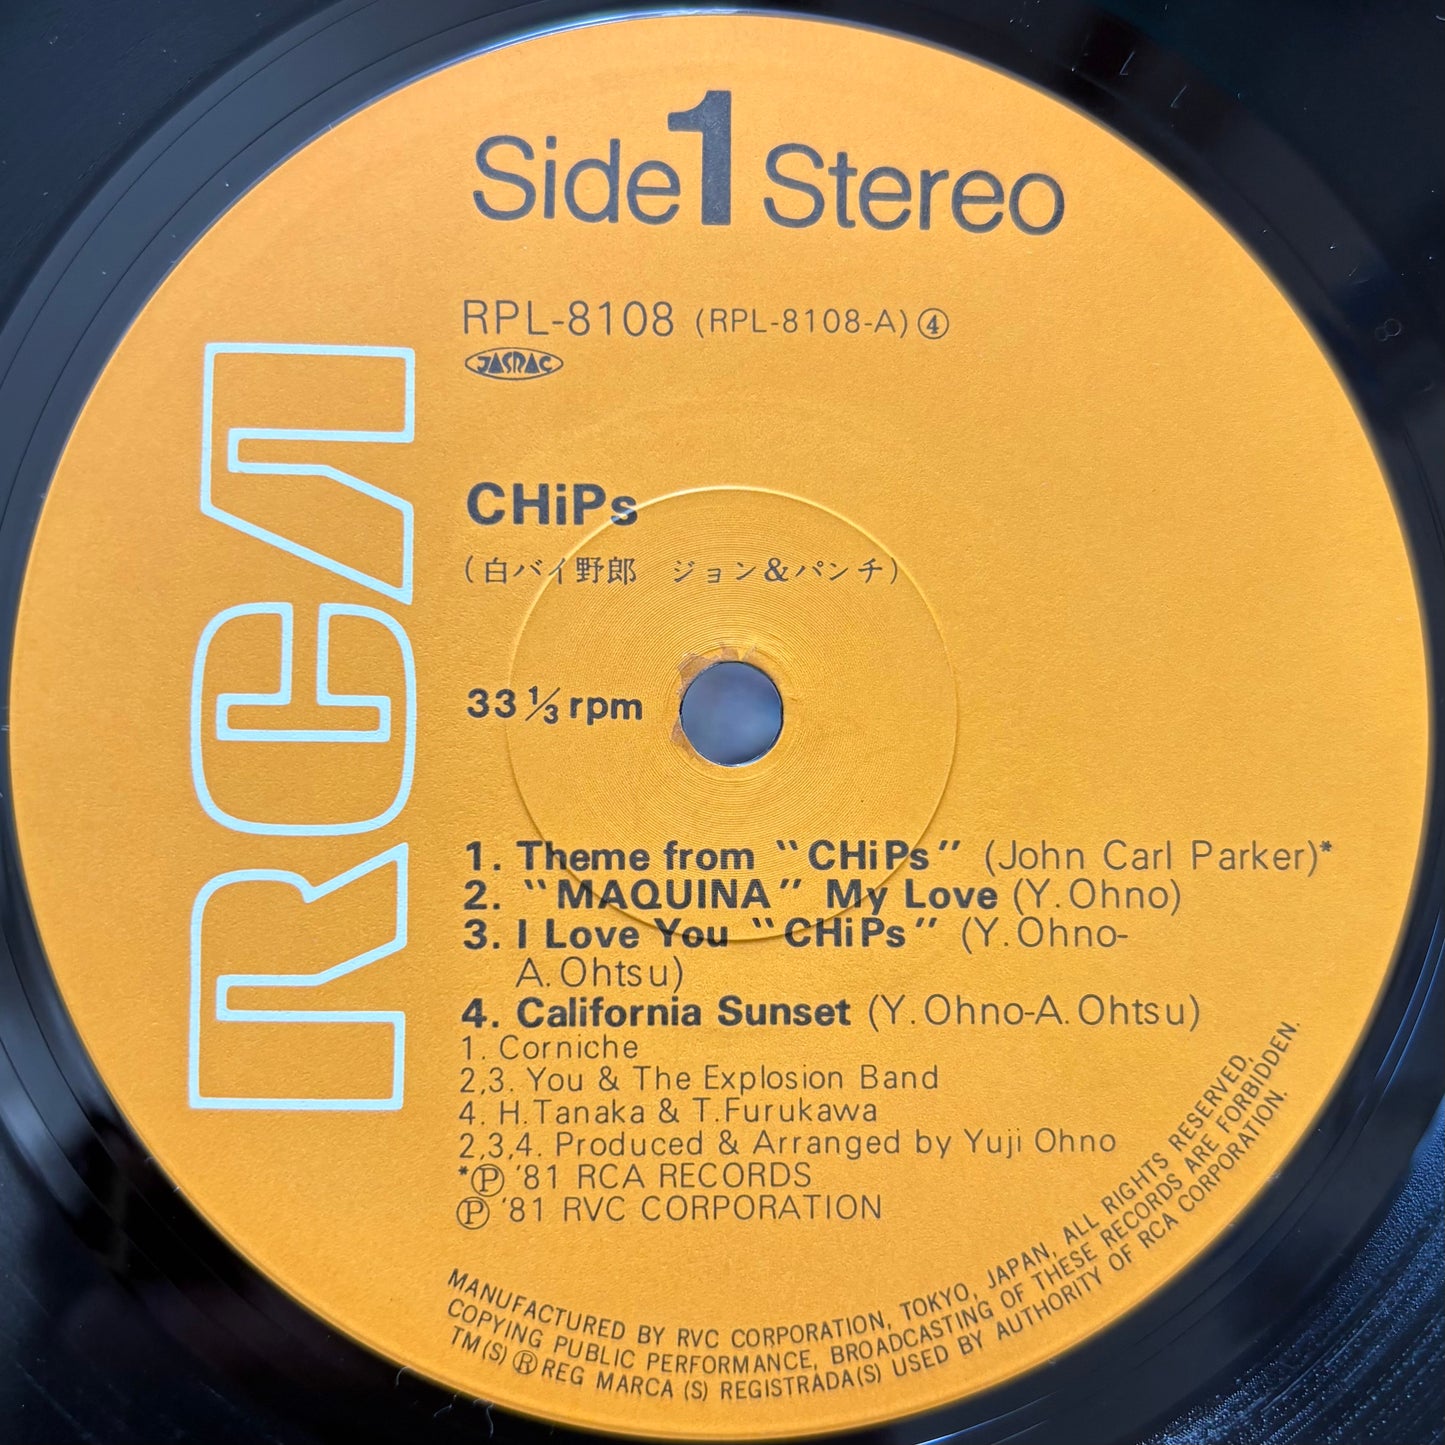 Side 1 Stereo
RPL-8108 (RPL-8108-A) ④
JASRAC
CHiPs
(白バイ野郎 ジョン&パンチ)
RCA
33 1/3 rpm
1. Theme from "CHiPs" (John Carl Parker)*
2. "MAQUINA" My Love (Y. Ohno)
3. I Love You "CHiPs" (Y. Ohno-
A. Ohtsu)
4. California Sunset (Y. Ohno-A. Ohtsu)
1. Corniche
2,3. You & The Explosion Band
4. H. Tanaka & T. Furukawa
2,3,4. Produced & Arranged by Yuji Ohno
*Ⓟ '81 RCA RECORDS
Ⓟ '81 RVC CORPORATION
MANUFACTURED BY RVC CORPORATION, TOKYO, JAPAN, ALL RIGHTS RESERVED,
COPYING PUBLIC PERFORMANCE, BROADCASTING OF THESE RECORDS ARE FORBIDDEN.
TM(S) ® REG MARCA (S) REGISTRADA(S) USED BY AUTHORITY OF RCA CORPORATION.